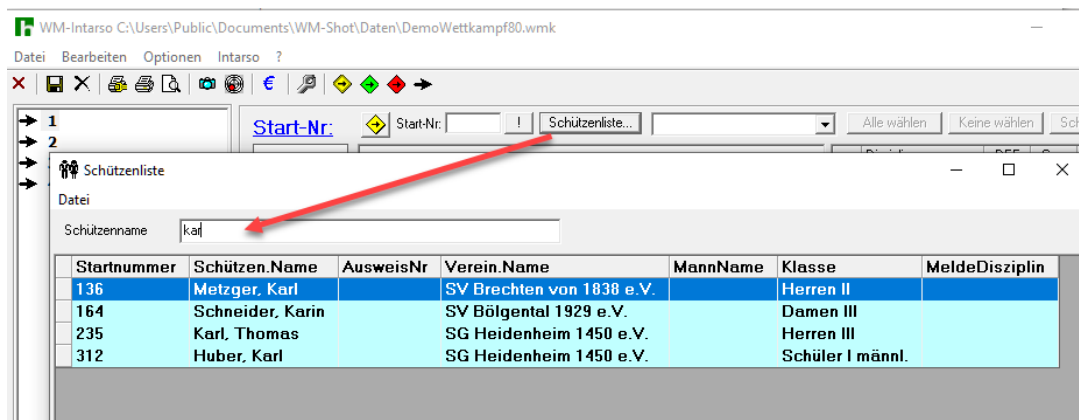 WM-Intarso C:\Users\Public\Documents\WM-Shot\Daten\DemoWettkampf80.wmk
Datei Bearbeiten Optionen Intarso ?
€
1
2
Start-Nr: Start-Nr: ! Schützenliste... Alle wählen Keine wählen
Schützenliste
Datei
Schützenname kar
Startnummer Schützen.Name AusweisNr Verein.Name MannName Klasse MeldeDisziplin
136 Metzger, Karl SV Brechten von 1838 e.V. Herren II
164 Schneider, Karin SV Bölgental 1929 e.V. Damen III
235 Karl, Thomas SG Heidenheim 1450 e.V. Herren III
312 Huber, Karl SG Heidenheim 1450 e.V. Schüler I männl.